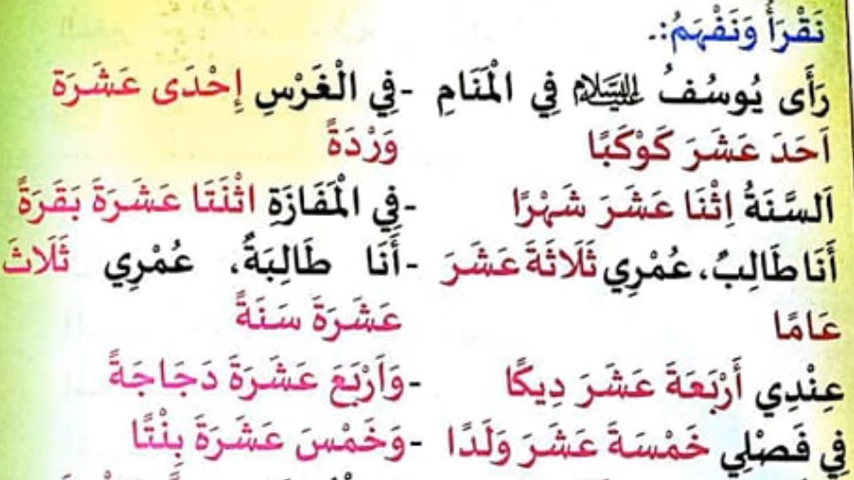 نَقْرَأُ وَنَفْهَمُ:.
رَأَى يُوسُفُ عليه السلام فِي الْمَنَامِ -فِي الْغَرْسِ إِحْدَى عَشَرَةَ
اَحَدَ عَشَرَ كَوْكَبًا وَرْدَةً
اَلسَّنَةُ اِثْنَا عَشَرَ شَهْرًا -فِي الْمَفَازَةِ اثْنَتَا عَشَرَةَ بَقَرَةً
أَنَا طَالِبٌ، عُمْرِي ثَلَاثَةَ عَشَرَ -أَنَا طَالِبَةٌ، عُمْرِي ثَلَاثَ
عَامًا عَشَرَةَ سَنَةً
عِنْدِي أَرْبَعَةَ عَشَرَ دِيكًا -وَاَرْبَعَ عَشَرَةَ دَجَاجَةً
فِي فَصْلِي خَمْسَةَ عَشَرَ وَلَدًا -وَخَمْسَ عَشَرَةَ بِنْتًا